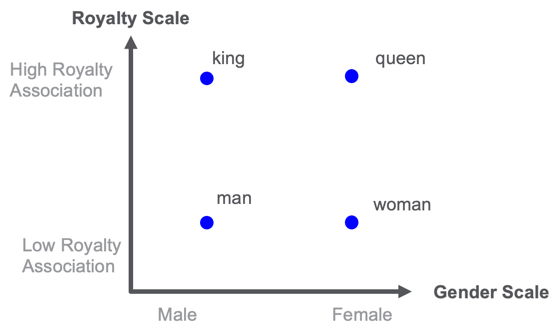 Royalty Scale
High Royalty
Association
king
queen
man
woman
Low Royalty
Association
Gender Scale
Male
Female